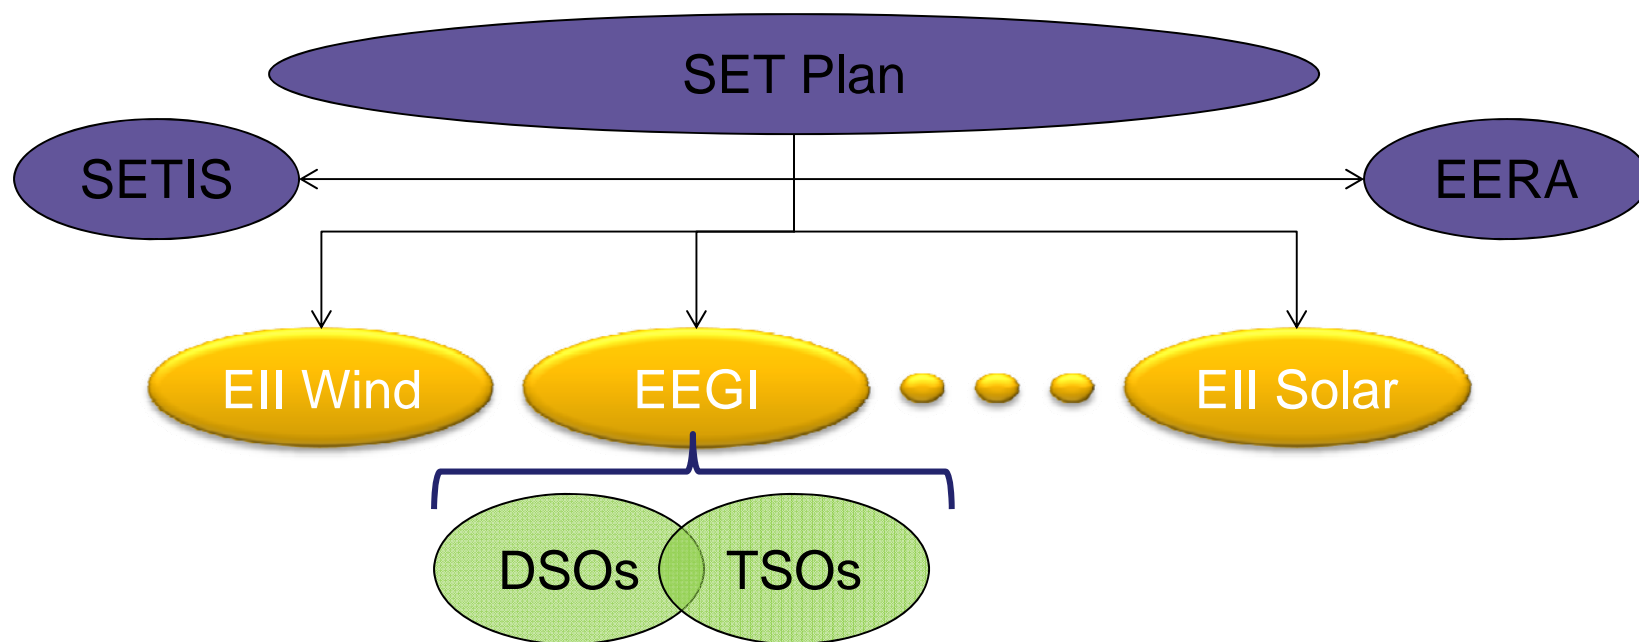 SET Plan
SETIS
EERA
EII Wind
EEGI
EII Solar
DSOs
TSOs